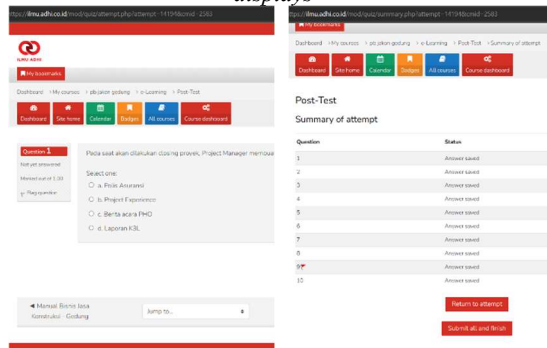 displays
https://ilmu.adhi.co.id/mod/quiz/attempt.php?attempt=14194&cmid=2583
ILMU ADHI
My bookmarks
Dashboard › My courses › pis jalan gedung › e-Learning › Post-Test
Dashboard Site home Calendar Badges All courses Course dashboard
Question 1
Not yet answered
Marked out of 1.00
Flag question
Pada saat akan dilakukan closing proyek, Project Manager membuat
Select one:
a. Polis Asuransi
b. Project Experience
c. Berita acara PHO
d. Laporan K3L
◄ Manual Bisnis Jasa
Konstruksi - Gedung
Jump to...
https://ilmu.adhi.co.id/mod/quiz/summary.php?attempt=14194&cmid=2583
My bookmarks
Dashboard › My courses › pis jalan gedung › e-Learning › Post-Test › Summary of attempt
Dashboard Site home Calendar Badges All courses Course dashboard
Post-Test
Summary of attempt
Question Status
1 Answer saved
2 Answer saved
3 Answer saved
4 Answer saved
5 Answer saved
6 Answer saved
7 Answer saved
8 Answer saved
9 Answer saved
10 Answer saved
Return to attempt
Submit all and finish